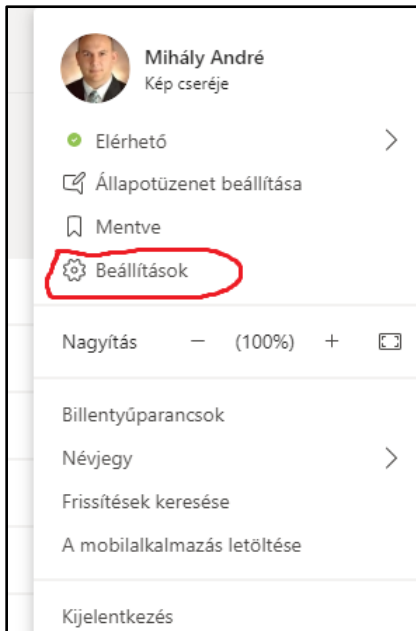 Mihály André
Kép cseréje
Elérhető
Állapotüzenet beállítása
Mentve
Beállítások
Nagyítás — (100%) +
Billentyűparancsok
Névjegy
Frissítések keresése
A mobilalkalmazás letöltése
Kijelentkezés